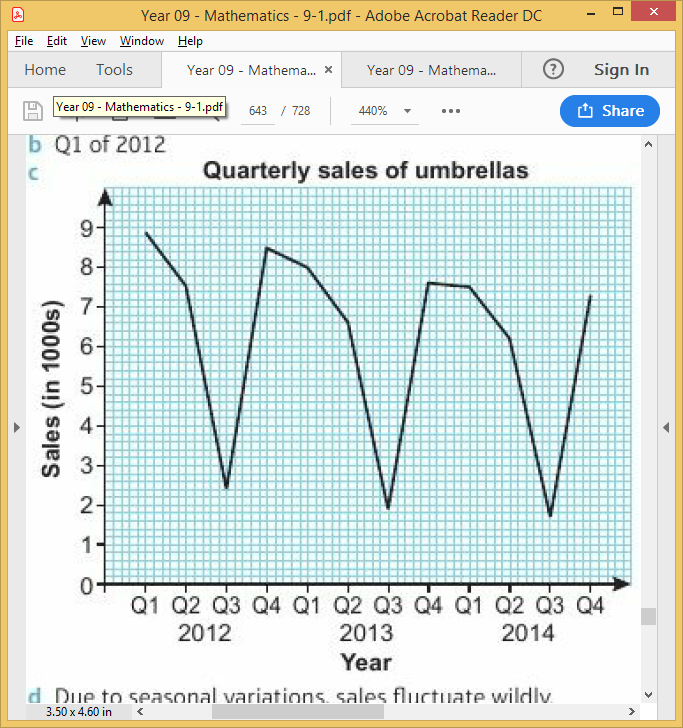 Year 09 - Mathematics - 9-1.pdf - Adobe Acrobat Reader DC
File Edit View Window Help
Home Tools Year 09 - Mathema... × Year 09 - Mathema... ? Sign In
Year 09 - Mathematics - 9-1.pdf 643 / 728 440% Share
b Q1 of 2012
c Quarterly sales of umbrellas
9
8
7
6
5
4
3
2
1
0
Sales (in 1000s)
Q1 Q2 Q3 Q4 Q1 Q2 Q3 Q4 Q1 Q2 Q3 Q4
2012 2013 2014
Year
d Due to seasonal variations, sales fluctuate wildly.
3.50 x 4.60 in